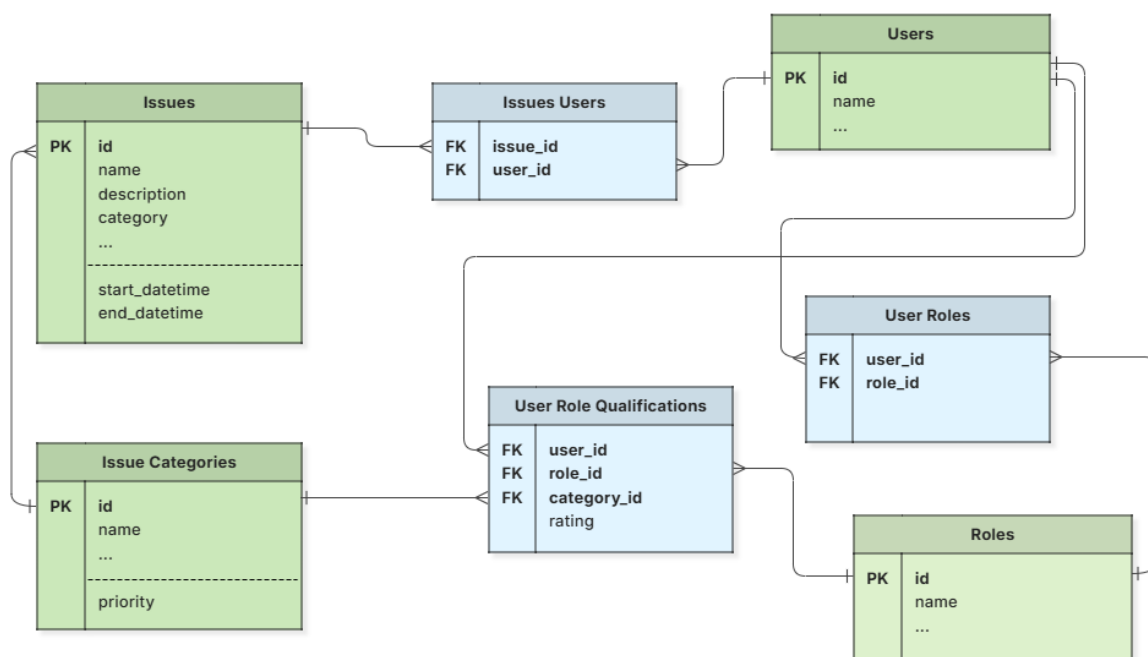 Users
PK id
name
...
Issues
PK id
name
description
category
...
start_datetime
end_datetime
Issues Users
FK issue_id
FK user_id
User Roles
FK user_id
FK role_id
User Role Qualifications
FK user_id
FK role_id
FK category_id
rating
Issue Categories
PK id
name
...
priority
Roles
PK id
name
...